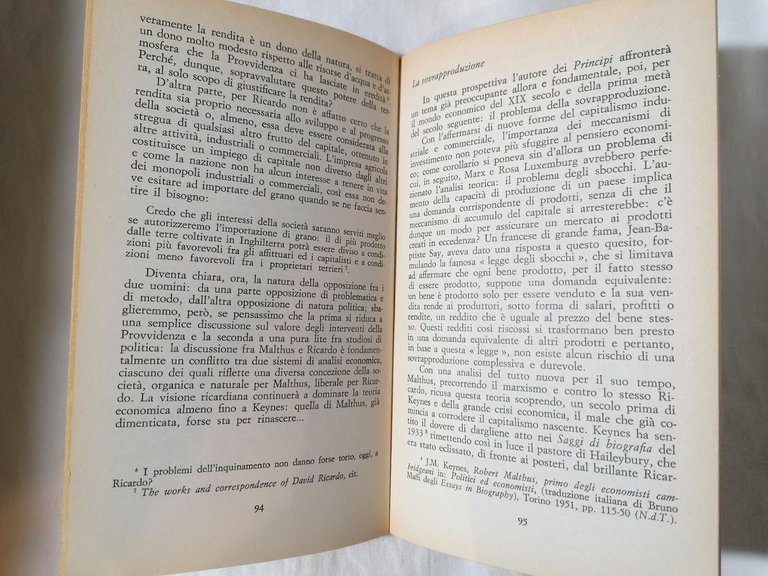 veramente la rendita è un dono della natura, si tratta di
un dono molto modesto rispetto alle risorse d'acqua e d'at-
mosfera che la Provvidenza ci ha lasciate in eredità⁶.
Perché, dunque, sopravvalutare questo potere della ter-
ra, al solo scopo di giustificare la rendita?
D'altra parte, per Ricardo non è affatto certo che la
rendita sia proprio necessaria allo sviluppo e al progresso
della società o, almeno, essa deve essere considerata alla
stregua di qualsiasi altro frutto del capitale, ottenuto in
altre attività, industriali o commerciali. L'impresa agricola
costituisce un impiego di capitale non diverso dagli altri
e come la nazione non ha alcun interesse a tenere in vita
dei monopoli industriali o commerciali, così essa non de-
ve esitare ad importare del grano quando se ne faccia sen-
tire il bisogno:
Credo che gli interessi della società saranno serviti meglio
se autorizzeremo l'importazione di grano: il di più prodotto
dalle terre coltivate in Inghilterra potrà essere diviso a condi-
zioni più favorevoli fra gli affittuari ed i capitalisti e a condi-
zioni meno favorevoli fra i proprietari terrieri⁷.
Diventa chiara, ora, la natura della opposizione fra i
due uomini: da una parte opposizione di problematica e
di metodo, dall'altra opposizione di natura politica; sba-
glieremmo, però, se pensassimo che la prima si riduca a
una semplice discussione sul valore degli interventi della
Provvidenza e la seconda a una pura lite fra studiosi di
politica: la discussione fra Malthus e Ricardo è fondamen-
talmente un conflitto tra due sistemi di analisi economica,
ciascuno dei quali riflette una diversa concezione della so-
cietà, organica e naturale per Malthus, liberale per Ricar-
do. La visione ricardiana continuerà a dominare la teoria
economica almeno fino a Keynes: quella di Malthus, già
dimenticata, forse sta per rinascere...
⁶ I problemi dell'inquinamento non danno forse torto, oggi, a
Ricardo?
⁷ The works and correspondence of David Ricardo, cit.
94
La sovrapproduzione
In questa prospettiva l'autore dei Principi affronterà
un tema già preoccupante allora e fondamentale, poi, per
il mondo economico del XIX secolo e della prima metà
del secolo seguente: il problema della sovrapproduzione.
Con l'affermarsi di nuove forme del capitalismo indu-
striale e commerciale, l'importanza dei meccanismi di
investimento non poteva più sfuggire al pensiero economi-
co; come corollario si poneva sin d'allora un problema di
cui, in seguito, Marx e Rosa Luxemburg avrebbero perfe-
zionato l'analisi teorica: il problema degli sbocchi. L'au-
mento della capacità di produzione di un paese implica
una domanda corrispondente di prodotti, senza di che il
meccanismo di accumulo del capitale si arresterebbe: c'è
dunque un modo per assicurare un mercato ai prodotti
creati in eccedenza? Un francese di grande fama, Jean-Ba-
ptiste Say, aveva dato una risposta a questo quesito, for-
mulando la famosa « legge degli sbocchi », che si limitava
ad affermare che ogni bene prodotto, per il fatto stesso
di essere prodotto, suppone una domanda equivalente:
un bene è prodotto solo per essere venduto e la sua ven-
dita rende ai produttori, sotto forma di salari, profitti o
rendite, un reddito che è uguale al prezzo del bene stes-
so. Questi redditi così riscossi si trasformano ben presto
in una domanda equivalente di altri prodotti e pertanto,
in base a questa « legge », non esiste alcun rischio di una
sovrapproduzione complessiva e durevole.
Con una analisi del tutto nuova per il suo tempo,
Malthus, precorrendo il marxismo e contro lo stesso Ri-
cardo, ricusa questa teoria scoprendo, un secolo prima di
Keynes e della grande crisi economica, il male che già co-
mincia a corrodere il capitalismo nascente. Keynes ha sen-
tito il dovere di dargliene atto nei Saggi di biografia del
1933⁸ rimettendo così in luce il pastore di Haileybury, che
era stato eclissato, di fronte ai posteri, dal brillante Ricar-
⁸ J.M. Keynes, Robert Malthus, primo degli economisti cam-
bridgeani in: Politici ed economisti, (traduzione italiana di Bruno
Maffi degli Essays in Biography), Torino 1951, pp. 115-50 (N.d.T.).
95